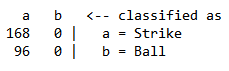 a b <-- classified as
168 0 | a = Strike
96 0 | b = Ball